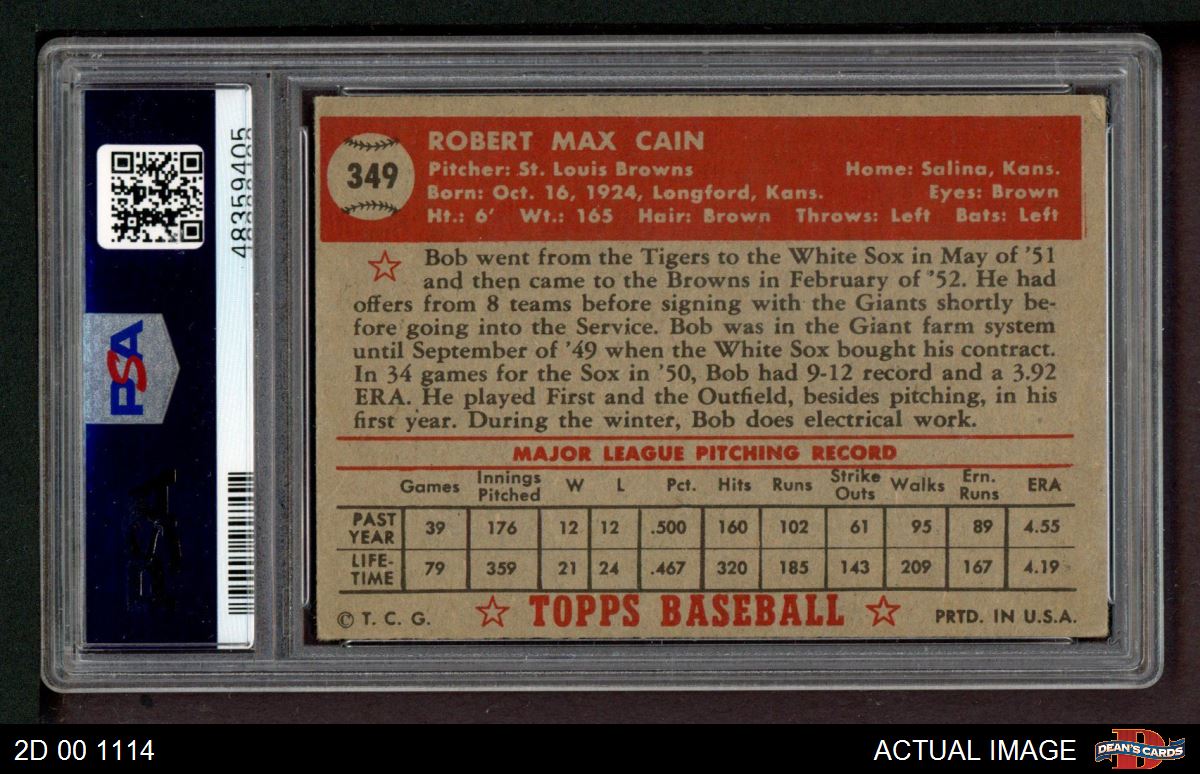 48359405
PSA
349
ROBERT MAX CAIN
Pitcher: St. Louis Browns Home: Salina, Kans.
Born: Oct. 16, 1924, Longford, Kans. Eyes: Brown
Ht.: 6' Wt.: 165 Hair: Brown Throws: Left Bats: Left
Bob went from the Tigers to the White Sox in May of '51
and then came to the Browns in February of '52. He had
offers from 8 teams before signing with the Giants shortly be-
fore going into the Service. Bob was in the Giant farm system
until September of '49 when the White Sox bought his contract.
In 34 games for the Sox in '50, Bob had 9-12 record and a 3.92
ERA. He played First and the Outfield, besides pitching, in his
first year. During the winter, Bob does electrical work.
MAJOR LEAGUE PITCHING RECORD
Games Innings Pitched W L Pct. Hits Runs Strike Outs Walks Ern. Runs ERA
PAST YEAR 39 176 12 12 .500 160 102 61 95 89 4.55
LIFE-TIME 79 359 21 24 .467 320 185 143 209 167 4.19
© T. C. G. TOPPS BASEBALL PRTD. IN U.S.A.
2D 00 1114 ACTUAL IMAGE DEAN'S CARDS